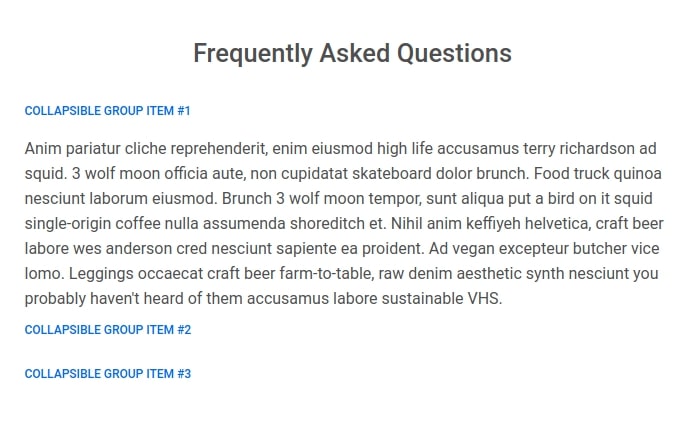 Frequently Asked Questions
COLLAPSIBLE GROUP ITEM #1
Anim pariatur cliche reprehenderit, enim eiusmod high life accusamus terry richardson ad
squid. 3 wolf moon officia aute, non cupidatat skateboard dolor brunch. Food truck quinoa
nesciunt laborum eiusmod. Brunch 3 wolf moon tempor, sunt aliqua put a bird on it squid
single-origin coffee nulla assumenda shoreditch et. Nihil anim keffiyeh helvetica, craft beer
labore wes anderson cred nesciunt sapiente ea proident. Ad vegan excepteur butcher vice
lomo. Leggings occaecat craft beer farm-to-table, raw denim aesthetic synth nesciunt you
probably haven't heard of them accusamus labore sustainable VHS.
COLLAPSIBLE GROUP ITEM #2
COLLAPSIBLE GROUP ITEM #3